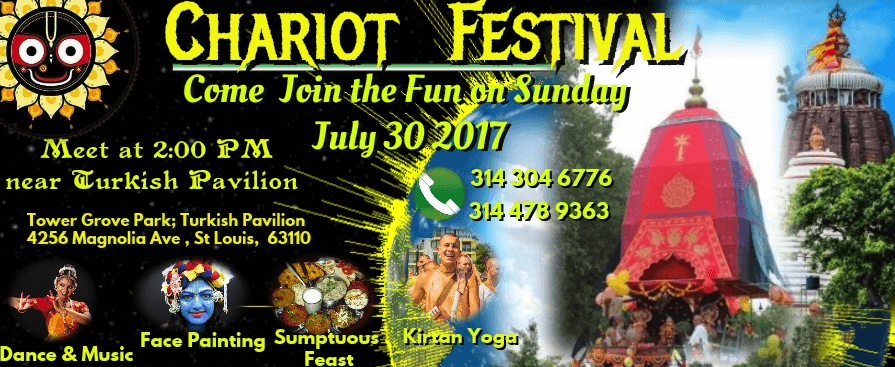 Chariot Festival
Come Join the Fun on Sunday
July 30 2017
Meet at 2:00 PM
near Turkish Pavilion
314 304 6776
314 478 9363
Tower Grove Park; Turkish Pavilion
4256 Magnolia Ave , St Louis, 63110
Dance & Music
Face Painting
Sumptuous
Feast
Kirtan Yoga